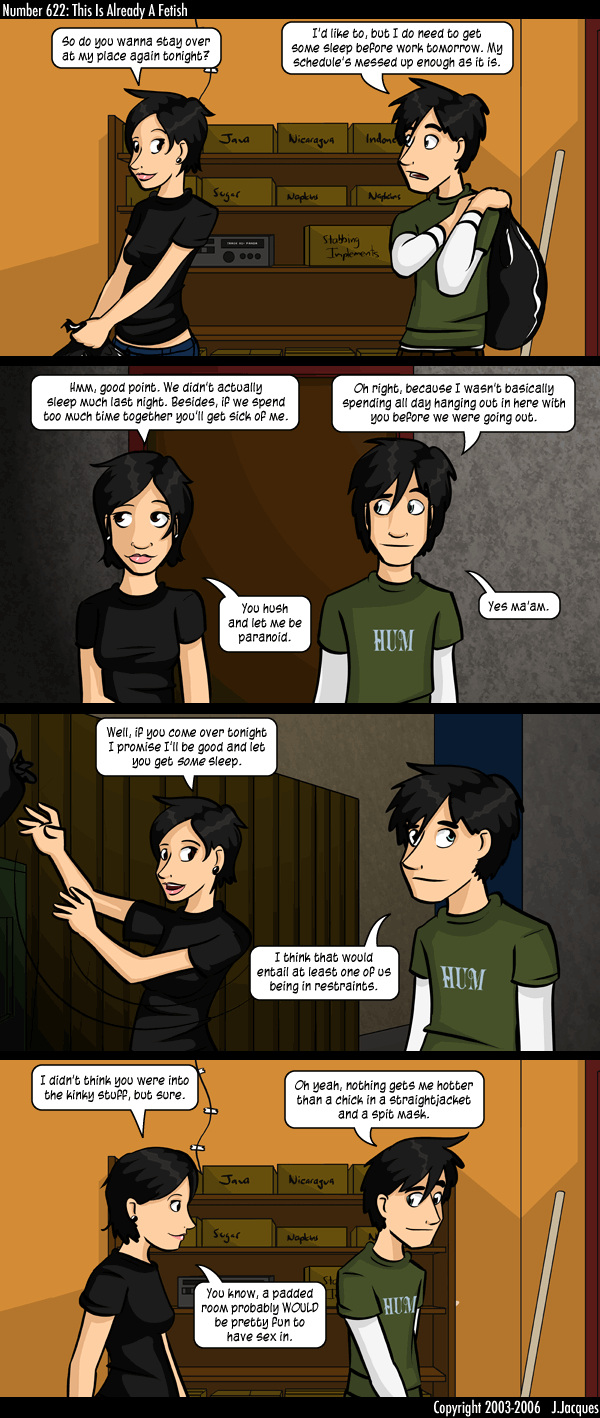 Number 622: This Is Already A Fetish
So do you wanna stay over
at my place again tonight?
I'd like to, but I do need to get
some sleep before work tomorrow. My
schedule's messed up enough as it is.
Java
Nicaragua
Indone
Sugar
Napkins
Napkins
Stabbing
Implements
Hmm, good point. We didn't actually
sleep much last night. Besides, if we spend
too much time together you'll get sick of me.
Oh right, because I wasn't basically
spending all day hanging out in here with
you before we were going out.
You hush
and let me be
paranoid.
Yes ma'am.
HUM
Well, if you come over tonight
I promise I'll be good and let
you get some sleep.
I think that would
entail at least one of us
being in restraints.
HUM
I didn't think you were into
the kinky stuff, but sure.
Oh yeah, nothing gets me hotter
than a chick in a straightjacket
and a spit mask.
Java
Nicaragua
Sugar
Napkins
You know, a padded
room probably WOULD
be pretty fun to
have sex in.
HUM
Copyright 2003-2006 J.Jacques